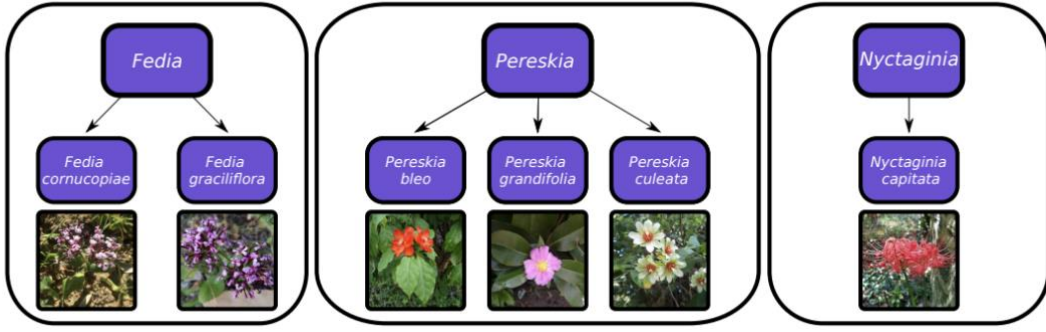 Fedia
Pereskia
Nyctaginia
Fedia
cornucopiae
Fedia
graciliflora
Pereskia
bleo
Pereskia
grandifolia
Pereskia
culeata
Nyctaginia
capitata